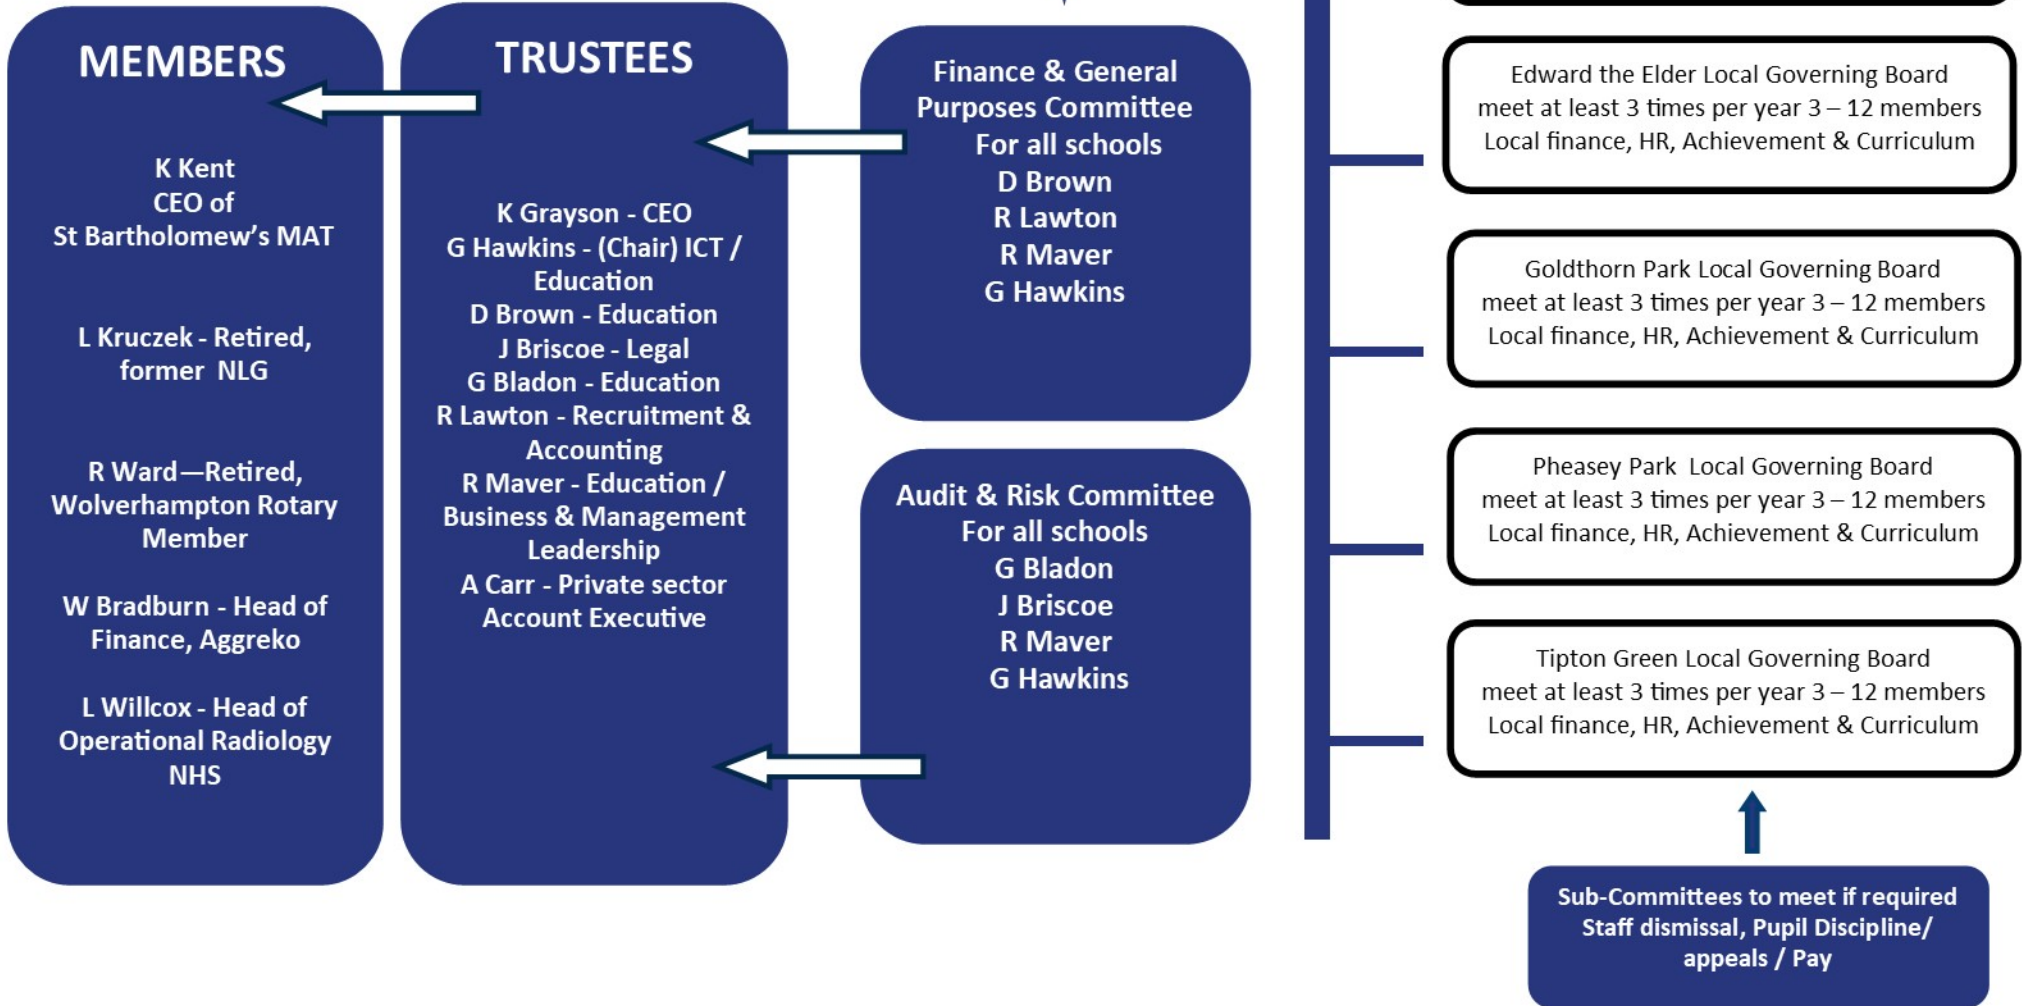 MEMBERS
K Kent
CEO of
St Bartholomew’s MAT
L Kruczek - Retired,
former  NLG
R Ward—Retired,
Wolverhampton Rotary
Member
W Bradburn - Head of
Finance, Aggreko
L Willcox - Head of
Operational Radiology
NHS
TRUSTEES
K Grayson - CEO
G Hawkins - (Chair) ICT /
Education
D Brown - Education
J Briscoe - Legal
G Bladon - Education
R Lawton - Recruitment &
Accounting
R Maver - Education /
Business & Management
Leadership
A Carr - Private sector
Account Executive
Finance & General
Purposes Committee
For all schools
D Brown
R Lawton
R Maver
G Hawkins
Audit & Risk Committee
For all schools
G Bladon
J Briscoe
R Maver
G Hawkins
Edward the Elder Local Governing Board
meet at least 3 times per year 3 – 12 members
Local finance, HR, Achievement & Curriculum
Goldthorn Park Local Governing Board
meet at least 3 times per year 3 – 12 members
Local finance, HR, Achievement & Curriculum
Pheasey Park  Local Governing Board
meet at least 3 times per year 3 – 12 members
Local finance, HR, Achievement & Curriculum
Tipton Green Local Governing Board
meet at least 3 times per year 3 – 12 members
Local finance, HR, Achievement & Curriculum
Sub-Committees to meet if required
Staff dismissal, Pupil Discipline/
appeals / Pay